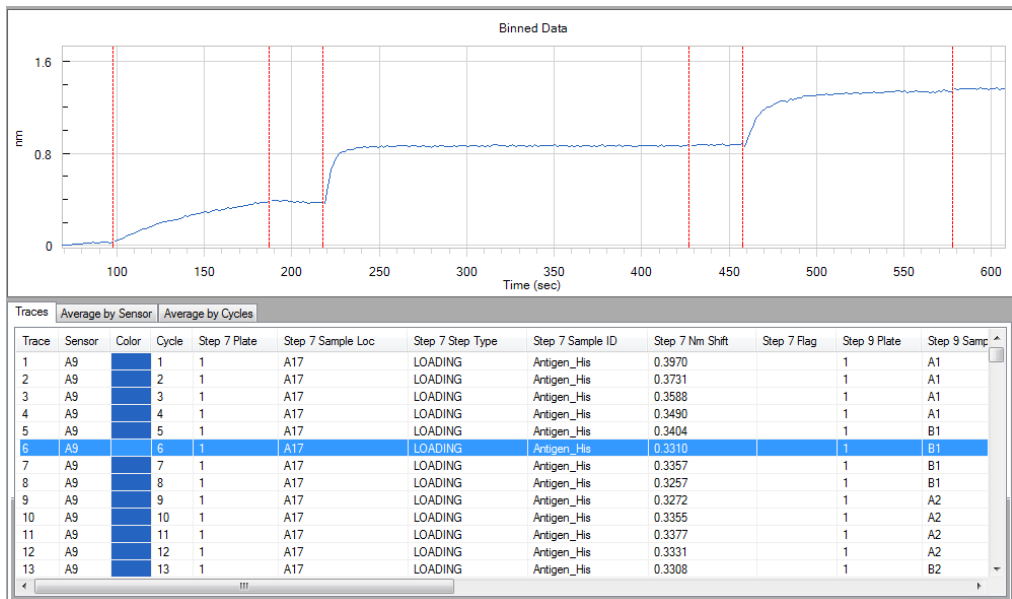 Binned Data
1.6
0.8
0
nm
100 150 200 250 300 350 400 450 500 550 600
Time (sec)
Traces Average by Sensor Average by Cycles
Trace Sensor Color Cycle Step 7 Plate Step 7 Sample Loc Step 7 Step Type Step 7 Sample ID Step 7 Nm Shift Step 7 Flag Step 9 Plate Step 9 Samp
1 A9 1 1 A17 LOADING Antigen_His 0.3970 1 A1
2 A9 2 1 A17 LOADING Antigen_His 0.3731 1 A1
3 A9 3 1 A17 LOADING Antigen_His 0.3588 1 A1
4 A9 4 1 A17 LOADING Antigen_His 0.3490 1 A1
5 A9 5 1 A17 LOADING Antigen_His 0.3404 1 B1
6 A9 6 1 A17 LOADING Antigen_His 0.3310 1 B1
7 A9 7 1 A17 LOADING Antigen_His 0.3357 1 B1
8 A9 8 1 A17 LOADING Antigen_His 0.3257 1 B1
9 A9 9 1 A17 LOADING Antigen_His 0.3272 1 A2
10 A9 10 1 A17 LOADING Antigen_His 0.3355 1 A2
11 A9 11 1 A17 LOADING Antigen_His 0.3377 1 A2
12 A9 12 1 A17 LOADING Antigen_His 0.3331 1 A2
13 A9 13 1 A17 LOADING Antigen_His 0.3308 1 B2